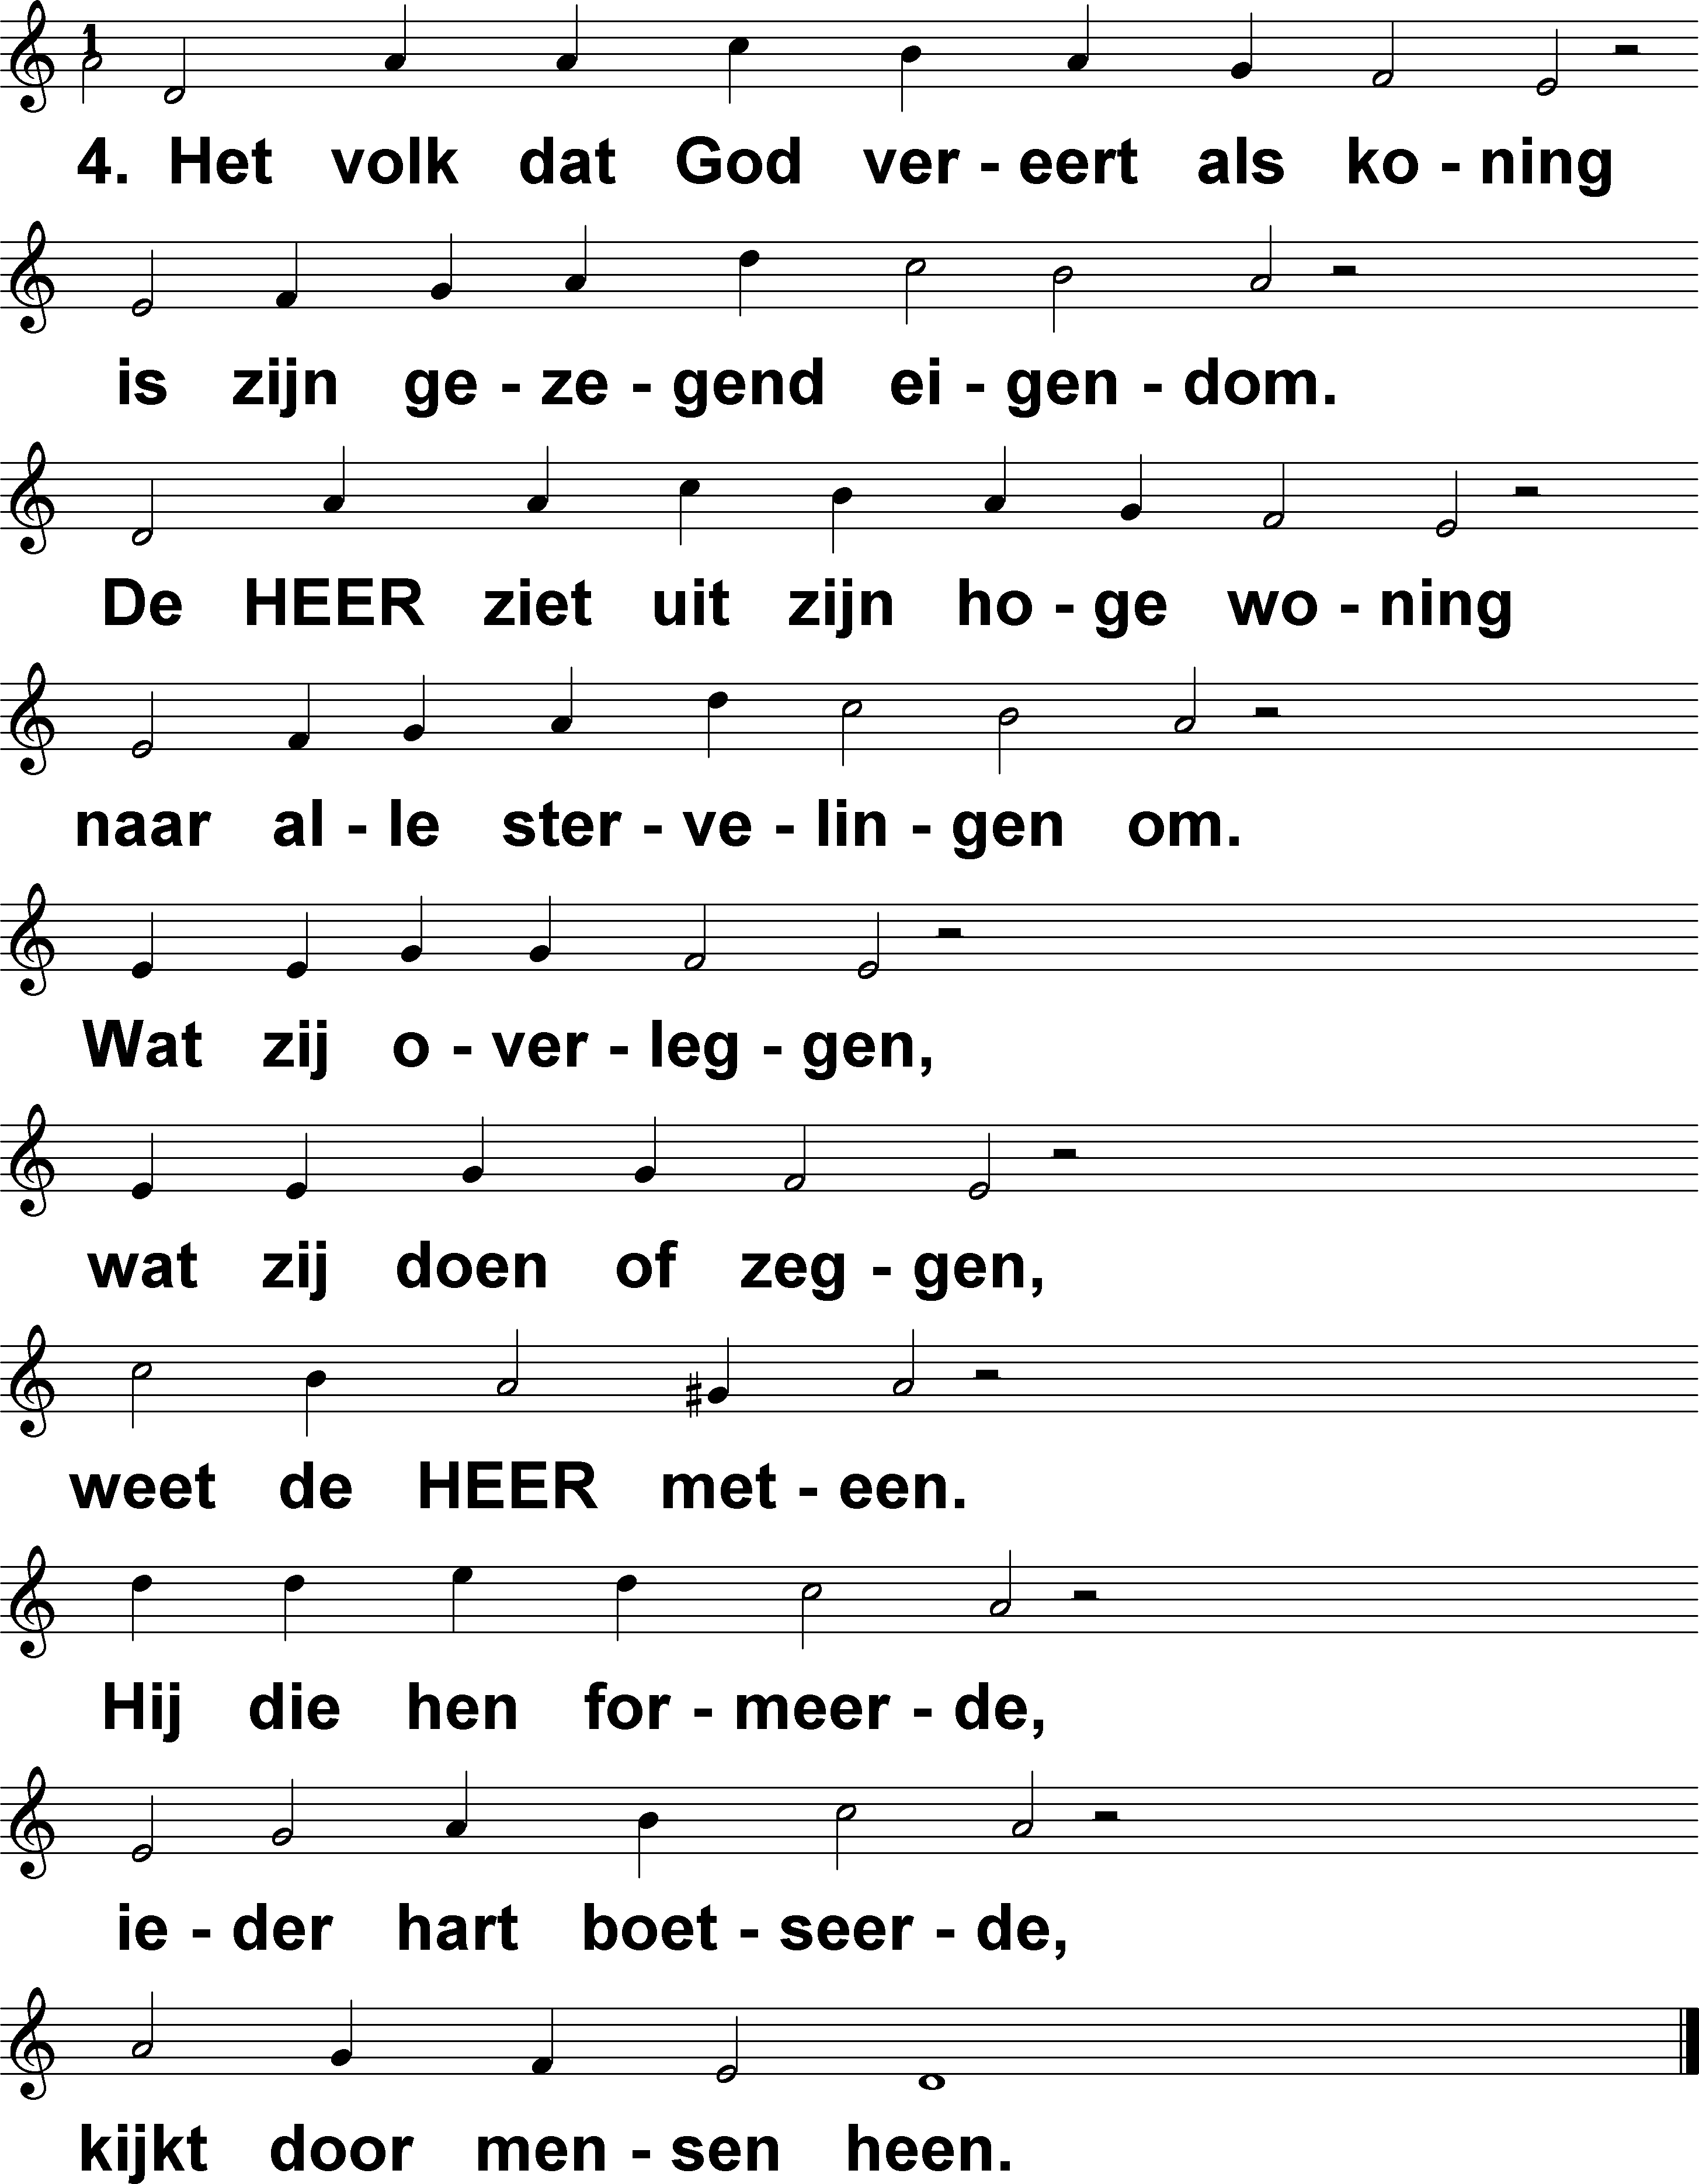 1
4. Het volk dat God ver - eert als ko - ning
is zijn ge - ze - gend ei - gen - dom.
De HEER ziet uit zijn ho - ge wo - ning
naar al - le ster - ve - lin - gen om.
Wat zij o - ver - leg - gen,
wat zij doen of zeg - gen,
weet de HEER met - een.
Hij die hen for - meer - de,
ie - der hart boet - seer - de,
kijkt door men - sen heen.